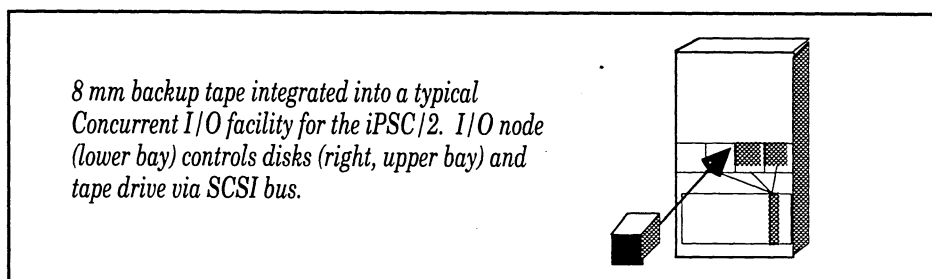 8 mm backup tape integrated into a typical
Concurrent I/O facility for the iPSC/2. I/O node
(lower bay) controls disks (right, upper bay) and
tape drive via SCSI bus.